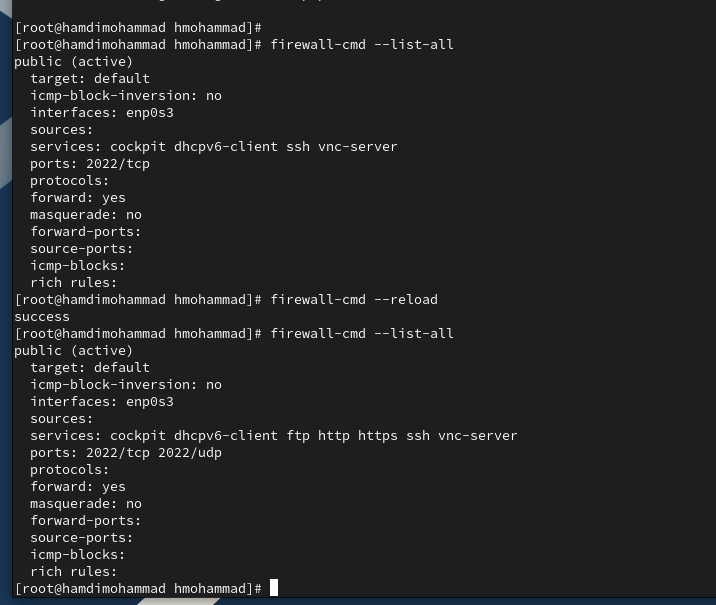 [root@hamdimohammad hmohammad]#
[root@hamdimohammad hmohammad]# firewall-cmd --list-all
public (active)
  target: default
  icmp-block-inversion: no
  interfaces: enp0s3
  sources:
  services: cockpit dhcpv6-client ssh vnc-server
  ports: 2022/tcp
  protocols:
  forward: yes
  masquerade: no
  forward-ports:
  source-ports:
  icmp-blocks:
  rich rules:
[root@hamdimohammad hmohammad]# firewall-cmd --reload
success
[root@hamdimohammad hmohammad]# firewall-cmd --list-all
public (active)
  target: default
  icmp-block-inversion: no
  interfaces: enp0s3
  sources:
  services: cockpit dhcpv6-client ftp http https ssh vnc-server
  ports: 2022/tcp 2022/udp
  protocols:
  forward: yes
  masquerade: no
  forward-ports:
  source-ports:
  icmp-blocks:
  rich rules:
[root@hamdimohammad hmohammad]#